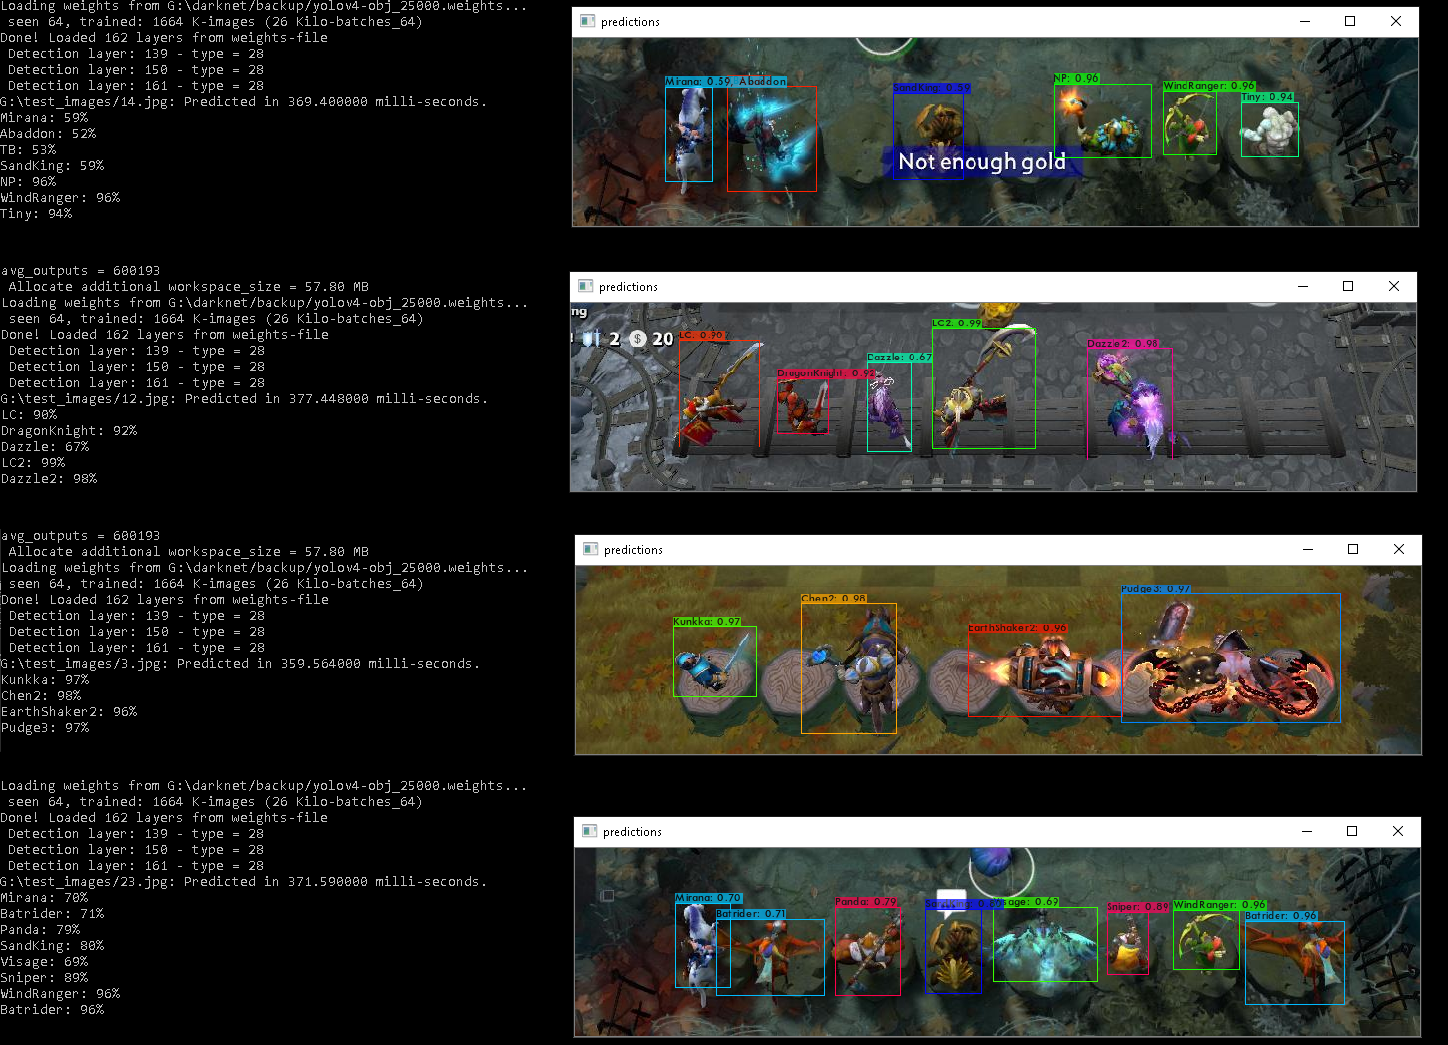 Loading weights from G:\darknet/backup/yolov4-obj_25000.weights...
seen 64, trained: 1664 K-images (26 Kilo-batches_64)
Done! Loaded 162 layers from weights-file
Detection layer: 139 - type = 28
Detection layer: 150 - type = 28
Detection layer: 161 - type = 28
G:\test_images/14.jpg: Predicted in 369.400000 milli-seconds.
Mirana: 59%
Abaddon: 52%
TB: 53%
SandKing: 59%
NP: 96%
WindRanger: 96%
Tiny: 94%
predictions
Mirana: 0.59, Abaddon
SandKing: 0.59
NP: 0.96
WindRanger: 0.96
Tiny: 0.94
Not enough gold
avg_outputs = 600193
Allocate additional workspace_size = 57.80 MB
Loading weights from G:\darknet/backup/yolov4-obj_25000.weights...
seen 64, trained: 1664 K-images (26 Kilo-batches_64)
Done! Loaded 162 layers from weights-file
Detection layer: 139 - type = 28
Detection layer: 150 - type = 28
Detection layer: 161 - type = 28
G:\test_images/12.jpg: Predicted in 377.448000 milli-seconds.
LC: 90%
DragonKnight: 92%
Dazzle: 67%
LC2: 99%
Dazzle2: 98%
predictions
ng
2 $ 20
LC: 0.90
DragonKnight: 0.92
Dazzle: 0.67
LC2: 0.99
Dazzle2: 0.98
avg_outputs = 600193
Allocate additional workspace_size = 57.80 MB
Loading weights from G:\darknet/backup/yolov4-obj_25000.weights...
seen 64, trained: 1664 K-images (26 Kilo-batches_64)
Done! Loaded 162 layers from weights-file
Detection layer: 139 - type = 28
Detection layer: 150 - type = 28
Detection layer: 161 - type = 28
G:\test_images/3.jpg: Predicted in 359.564000 milli-seconds.
Kunkka: 97%
Chen2: 98%
EarthShaker2: 96%
Pudge3: 97%
predictions
Kunkka: 0.97
Chen2: 0.98
EarthShaker2: 0.96
Pudge3: 0.97
Loading weights from G:\darknet/backup/yolov4-obj_25000.weights...
seen 64, trained: 1664 K-images (26 Kilo-batches_64)
Done! Loaded 162 layers from weights-file
Detection layer: 139 - type = 28
Detection layer: 150 - type = 28
Detection layer: 161 - type = 28
G:\test_images/23.jpg: Predicted in 371.590000 milli-seconds.
Mirana: 70%
Batrider: 71%
Panda: 79%
SandKing: 80%
Visage: 69%
Sniper: 89%
WindRanger: 96%
Batrider: 96%
predictions
Mirana: 0.70
Batrider: 0.71
Panda: 0.79
Visage: 0.69
Sniper: 0.89
WindRanger: 0.96
Batrider: 0.96